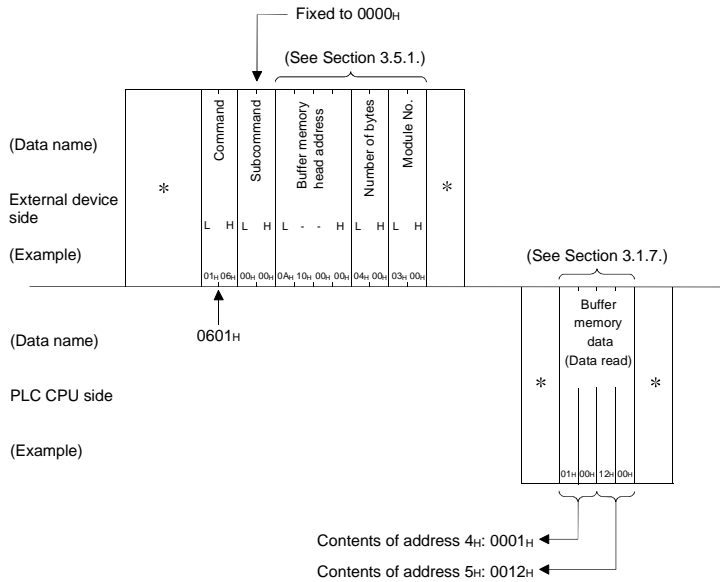 Fixed to 0000H
(See Section 3.5.1.)
(Data name)
External device
side
(Example)
*
Command
Subcommand
Buffer memory
head address
Number of bytes
Module No.
*
L H L H L - - H L H L H
01H 06H 00H 00H 0AH 10H 00H 00H 04H 00H 03H 00H
0601H
(See Section 3.1.7.)
(Data name)
PLC CPU side
(Example)
*
Buffer
memory
data
(Data read)
*
01H 00H 12H 00H
Contents of address 4H: 0001H
Contents of address 5H: 0012H